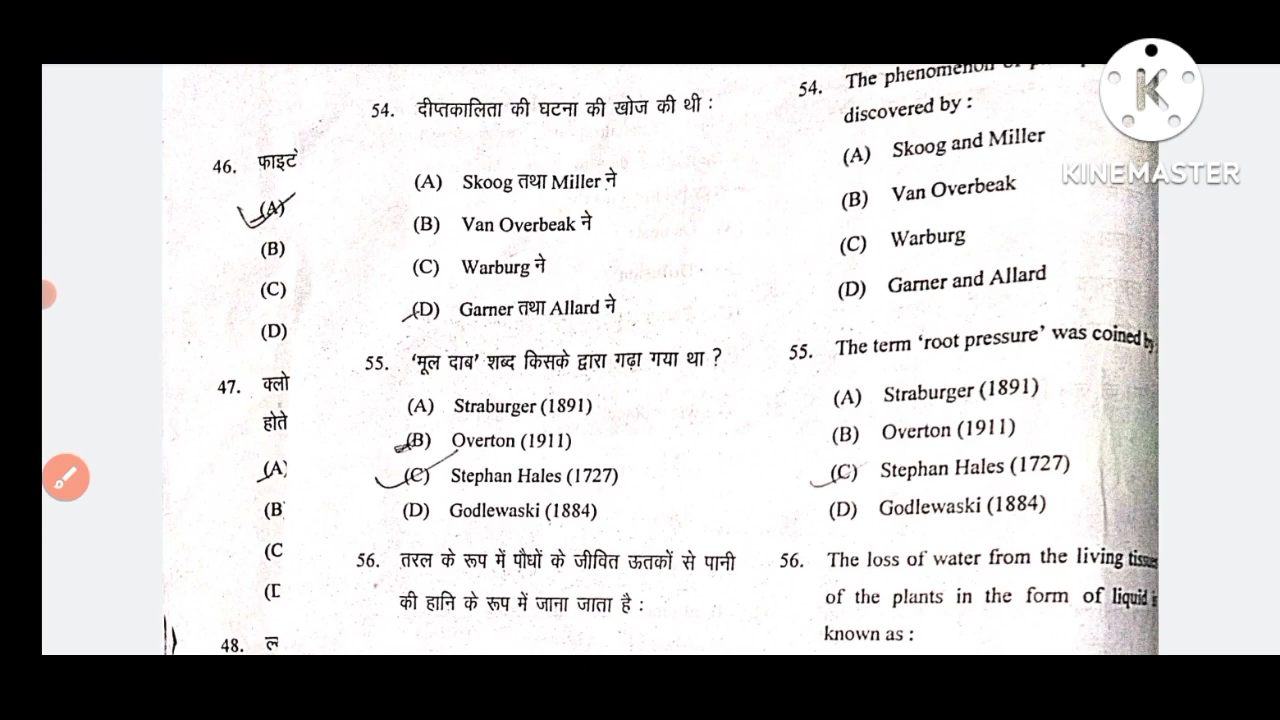 46. फाइटे
(A)
(B)
(C)
(D)
47. क्लो
होते
(A)
(B
(C
48. ल
54. दीप्तकालिता की घटना की खोज की थी :
(A) Skoog तथा Miller ने
(B) Van Overbeak ने
(C) Warburg ने
(D) Garner तथा Allard ने
55. 'मूल दाब' शब्द किसके द्वारा गढ़ा गया था ?
(A) Straburger (1891)
(B) Overton (1911)
(C) Stephan Hales (1727)
(D) Godlewaski (1884)
56. तरल के रूप में पौधों के जीवित ऊतकों से पानी
की हानि के रूप में जाना जाता है :
54. The phenomenon of
discovered by :
(A) Skoog and Miller
(B) Van Overbeak
(C) Warburg
(D) Garner and Allard
55. The term 'root pressure' was coined by
(A) Straburger (1891)
(B) Overton (1911)
(C) Stephan Hales (1727)
(D) Godlewaski (1884)
56. The loss of water from the living tissues
of the plants in the form of liquid is
known as :
K
KINEMASTER